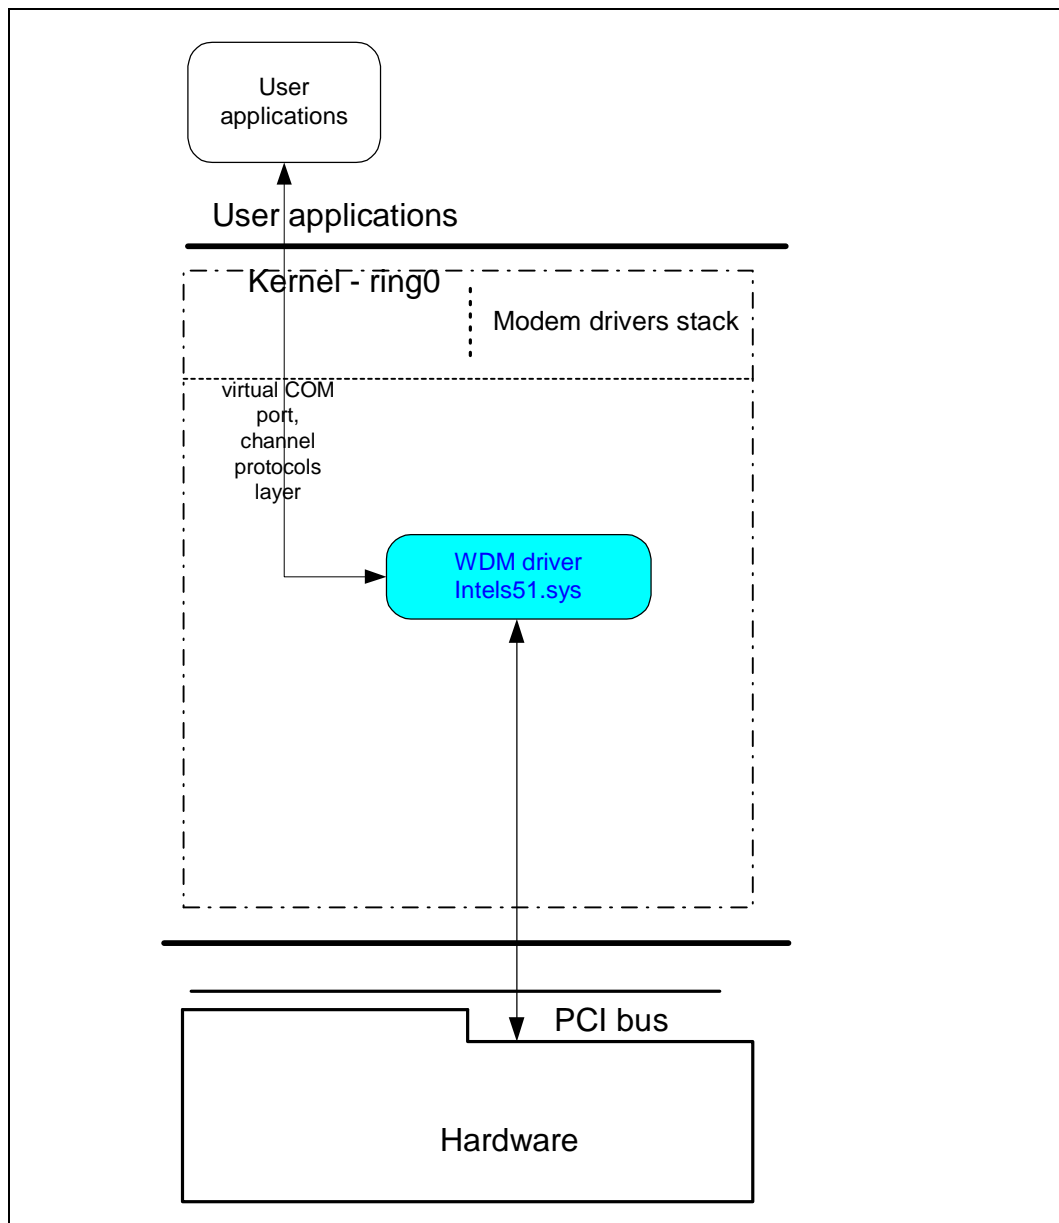 User
applications
User applications
Kernel - ring0
Modem drivers stack
virtual COM
port,
channel
protocols
layer
WDM driver
Intels51.sys
PCI bus
Hardware